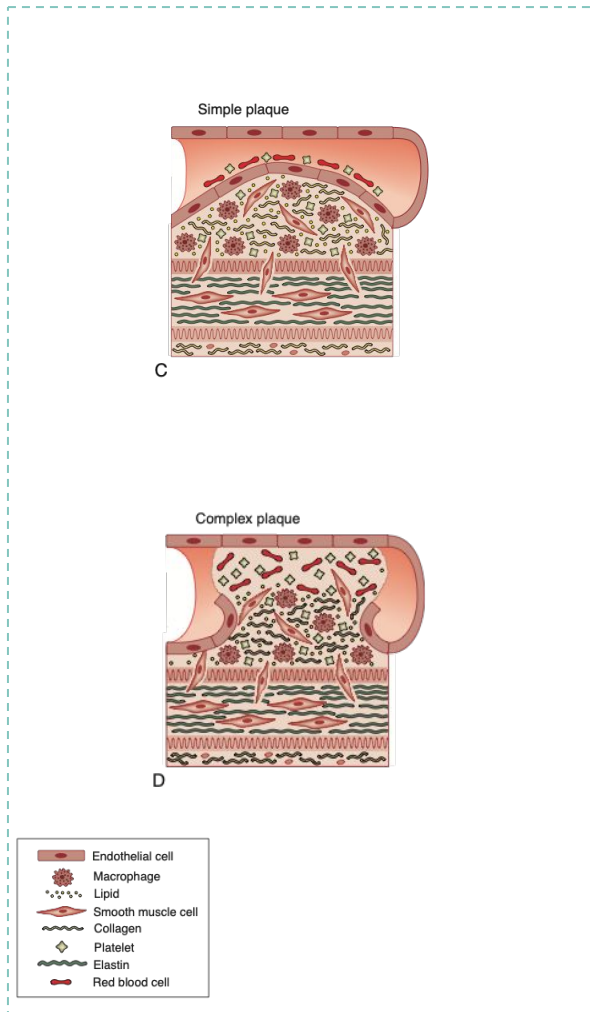 Simple plaque
C
Complex plaque
D
Endothelial cell
Macrophage
Lipid
Smooth muscle cell
Collagen
Platelet
Elastin
Red blood cell